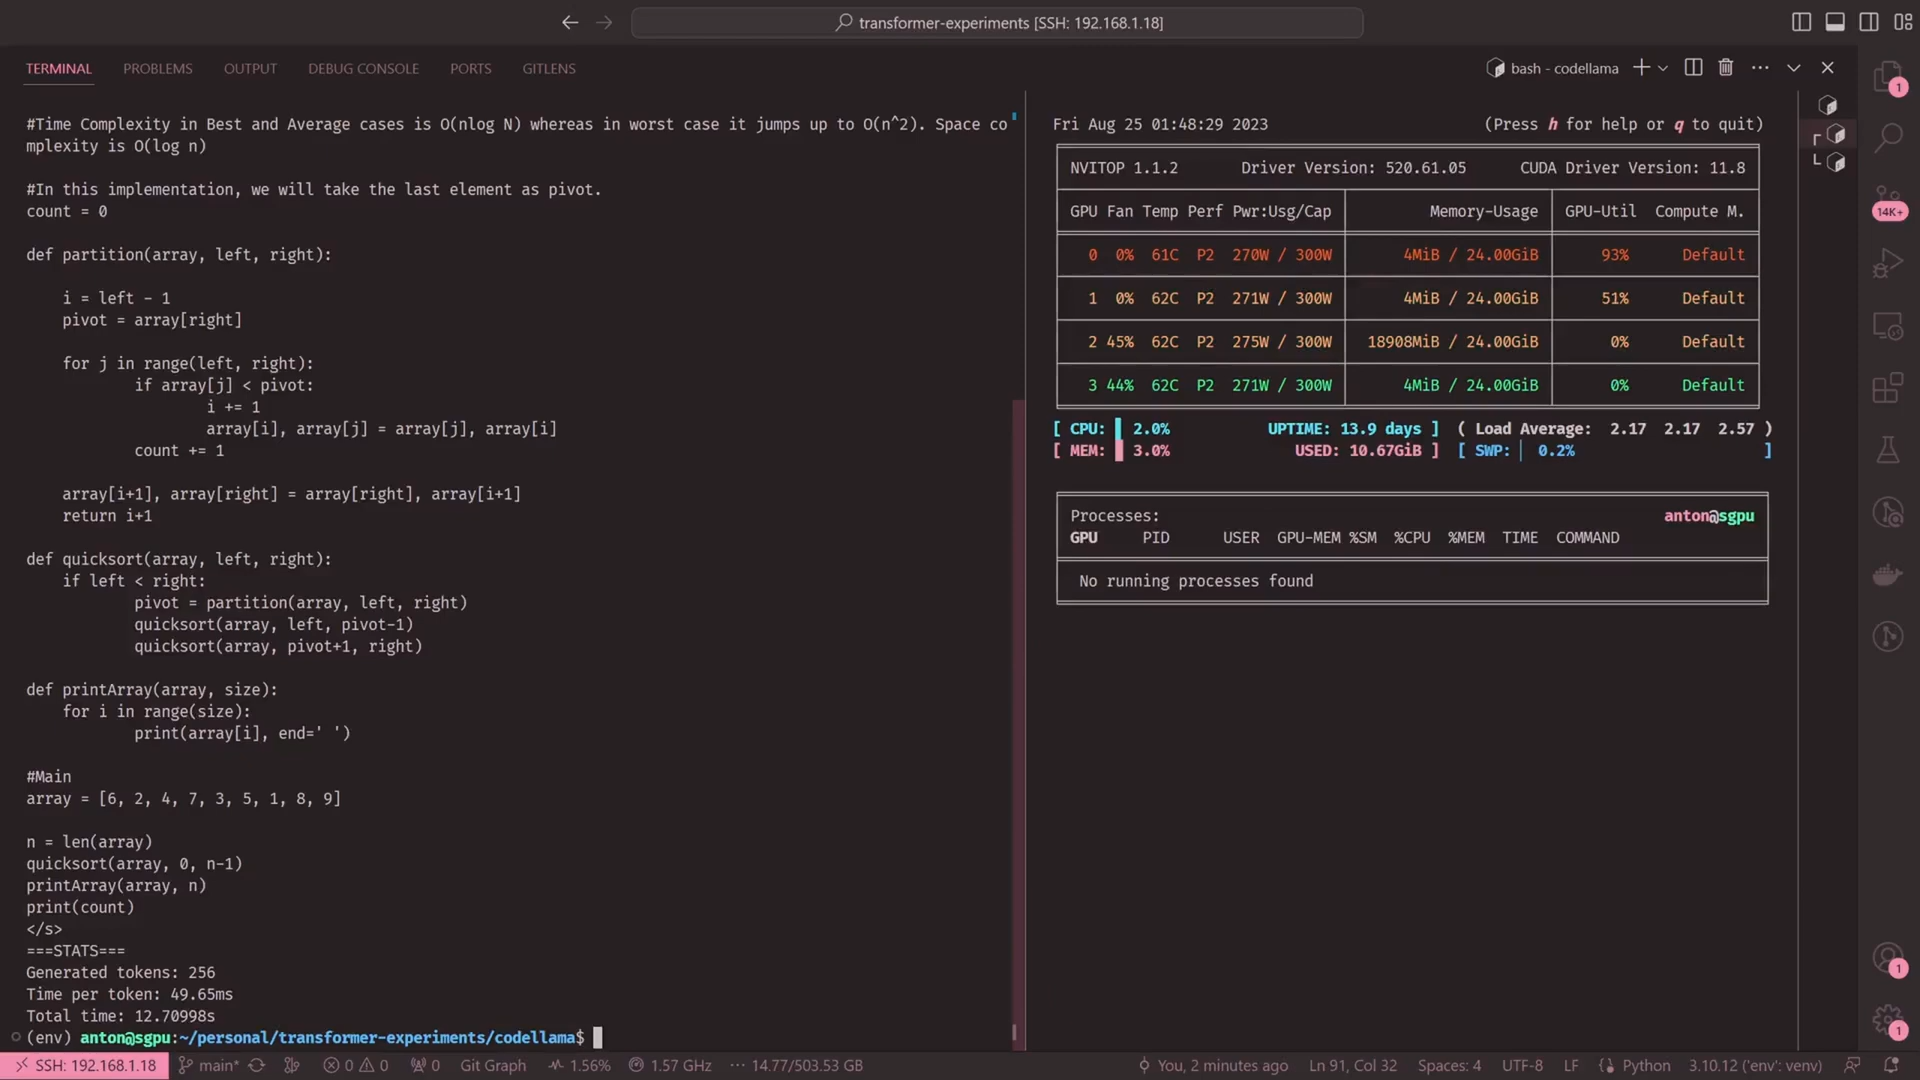 transformer-experiments [SSH: 192.168.1.18]
TERMINAL PROBLEMS OUTPUT DEBUG CONSOLE PORTS GITLENS
bash - codellama
#Time Complexity in Best and Average cases is O(nlog N) whereas in worst case it jumps up to O(n^2). Space co
mplexity is O(log n)
#In this implementation, we will take the last element as pivot.
count = 0
def partition(array, left, right):
i = left - 1
pivot = array[right]
for j in range(left, right):
if array[j] < pivot:
i += 1
array[i], array[j] = array[j], array[i]
count += 1
array[i+1], array[right] = array[right], array[i+1]
return i+1
def quicksort(array, left, right):
if left < right:
pivot = partition(array, left, right)
quicksort(array, left, pivot-1)
quicksort(array, pivot+1, right)
def printArray(array, size):
for i in range(size):
print(array[i], end=' ')
#Main
array = [6, 2, 4, 7, 3, 5, 1, 8, 9]
n = len(array)
quicksort(array, 0, n-1)
printArray(array, n)
print(count)
</s>
===STATS===
Generated tokens: 256
Time per token: 49.65ms
Total time: 12.70998s
(env) anton@sgpu:~/personal/transformer-experiments/codellama$
Fri Aug 25 01:48:29 2023 (Press h for help or q to quit)
NVITOP 1.1.2 Driver Version: 520.61.05 CUDA Driver Version: 11.8
GPU Fan Temp Perf Pwr:Usg/Cap Memory-Usage GPU-Util Compute M.
0 0% 61C P2 270W / 300W 4MiB / 24.00GiB 93% Default
1 0% 62C P2 271W / 300W 4MiB / 24.00GiB 51% Default
2 45% 62C P2 275W / 300W 18908MiB / 24.00GiB 0% Default
3 44% 62C P2 271W / 300W 4MiB / 24.00GiB 0% Default
[ CPU: 2.0% UPTIME: 13.9 days ] ( Load Average: 2.17 2.17 2.57 )
[ MEM: 3.0% USED: 10.67GiB ] [ SWP: 0.2% ]
Processes: anton@sgpu
GPU PID USER GPU-MEM %SM %CPU %MEM TIME COMMAND
No running processes found
1
14K+
1
1
SSH: 192.168.1.18 main* 0 0 0 Git Graph 1.56% 1.57 GHz 14.77/503.53 GB You, 2 minutes ago Ln 91, Col 32 Spaces: 4 UTF-8 LF Python 3.10.12 ('env': venv)